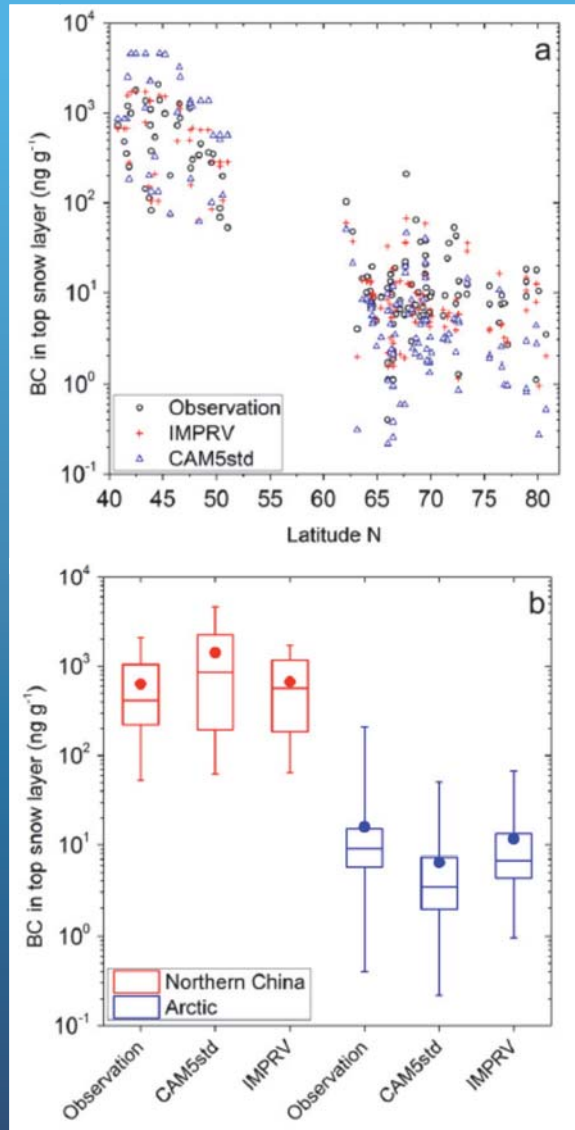 a
BC in top snow layer (ng g⁻¹)
10⁴
10³
10²
10¹
10⁰
10⁻¹
Observation
IMPRV
CAM5std
40 45 50 55 60 65 70 75 80
Latitude N
b
BC in top snow layer (ng g⁻¹)
10⁴
10³
10²
10¹
10⁰
10⁻¹
Northern China
Arctic
Observation CAM5std IMPRV Observation CAM5std IMPRV